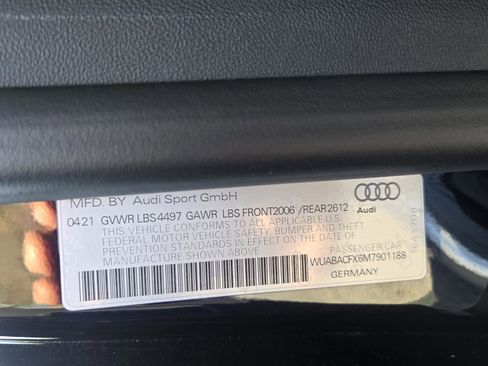 MFD. BY Audi Sport GmbH
0421 GVWR LBS4497 GAWR LBS FRONT2006 /REAR2612
THIS VEHICLE CONFORMS TO ALL APPLICABLE U.S.
FEDERAL MOTOR VEHICLE SAFETY, BUMPER AND THEFT
PREVENTION STANDARDS IN EFFECT ON THE DATE OF
MANUFACTURE SHOWN ABOVE
Audi
PASSENGER CAR
WUABACFX6M7901188
GERMANY